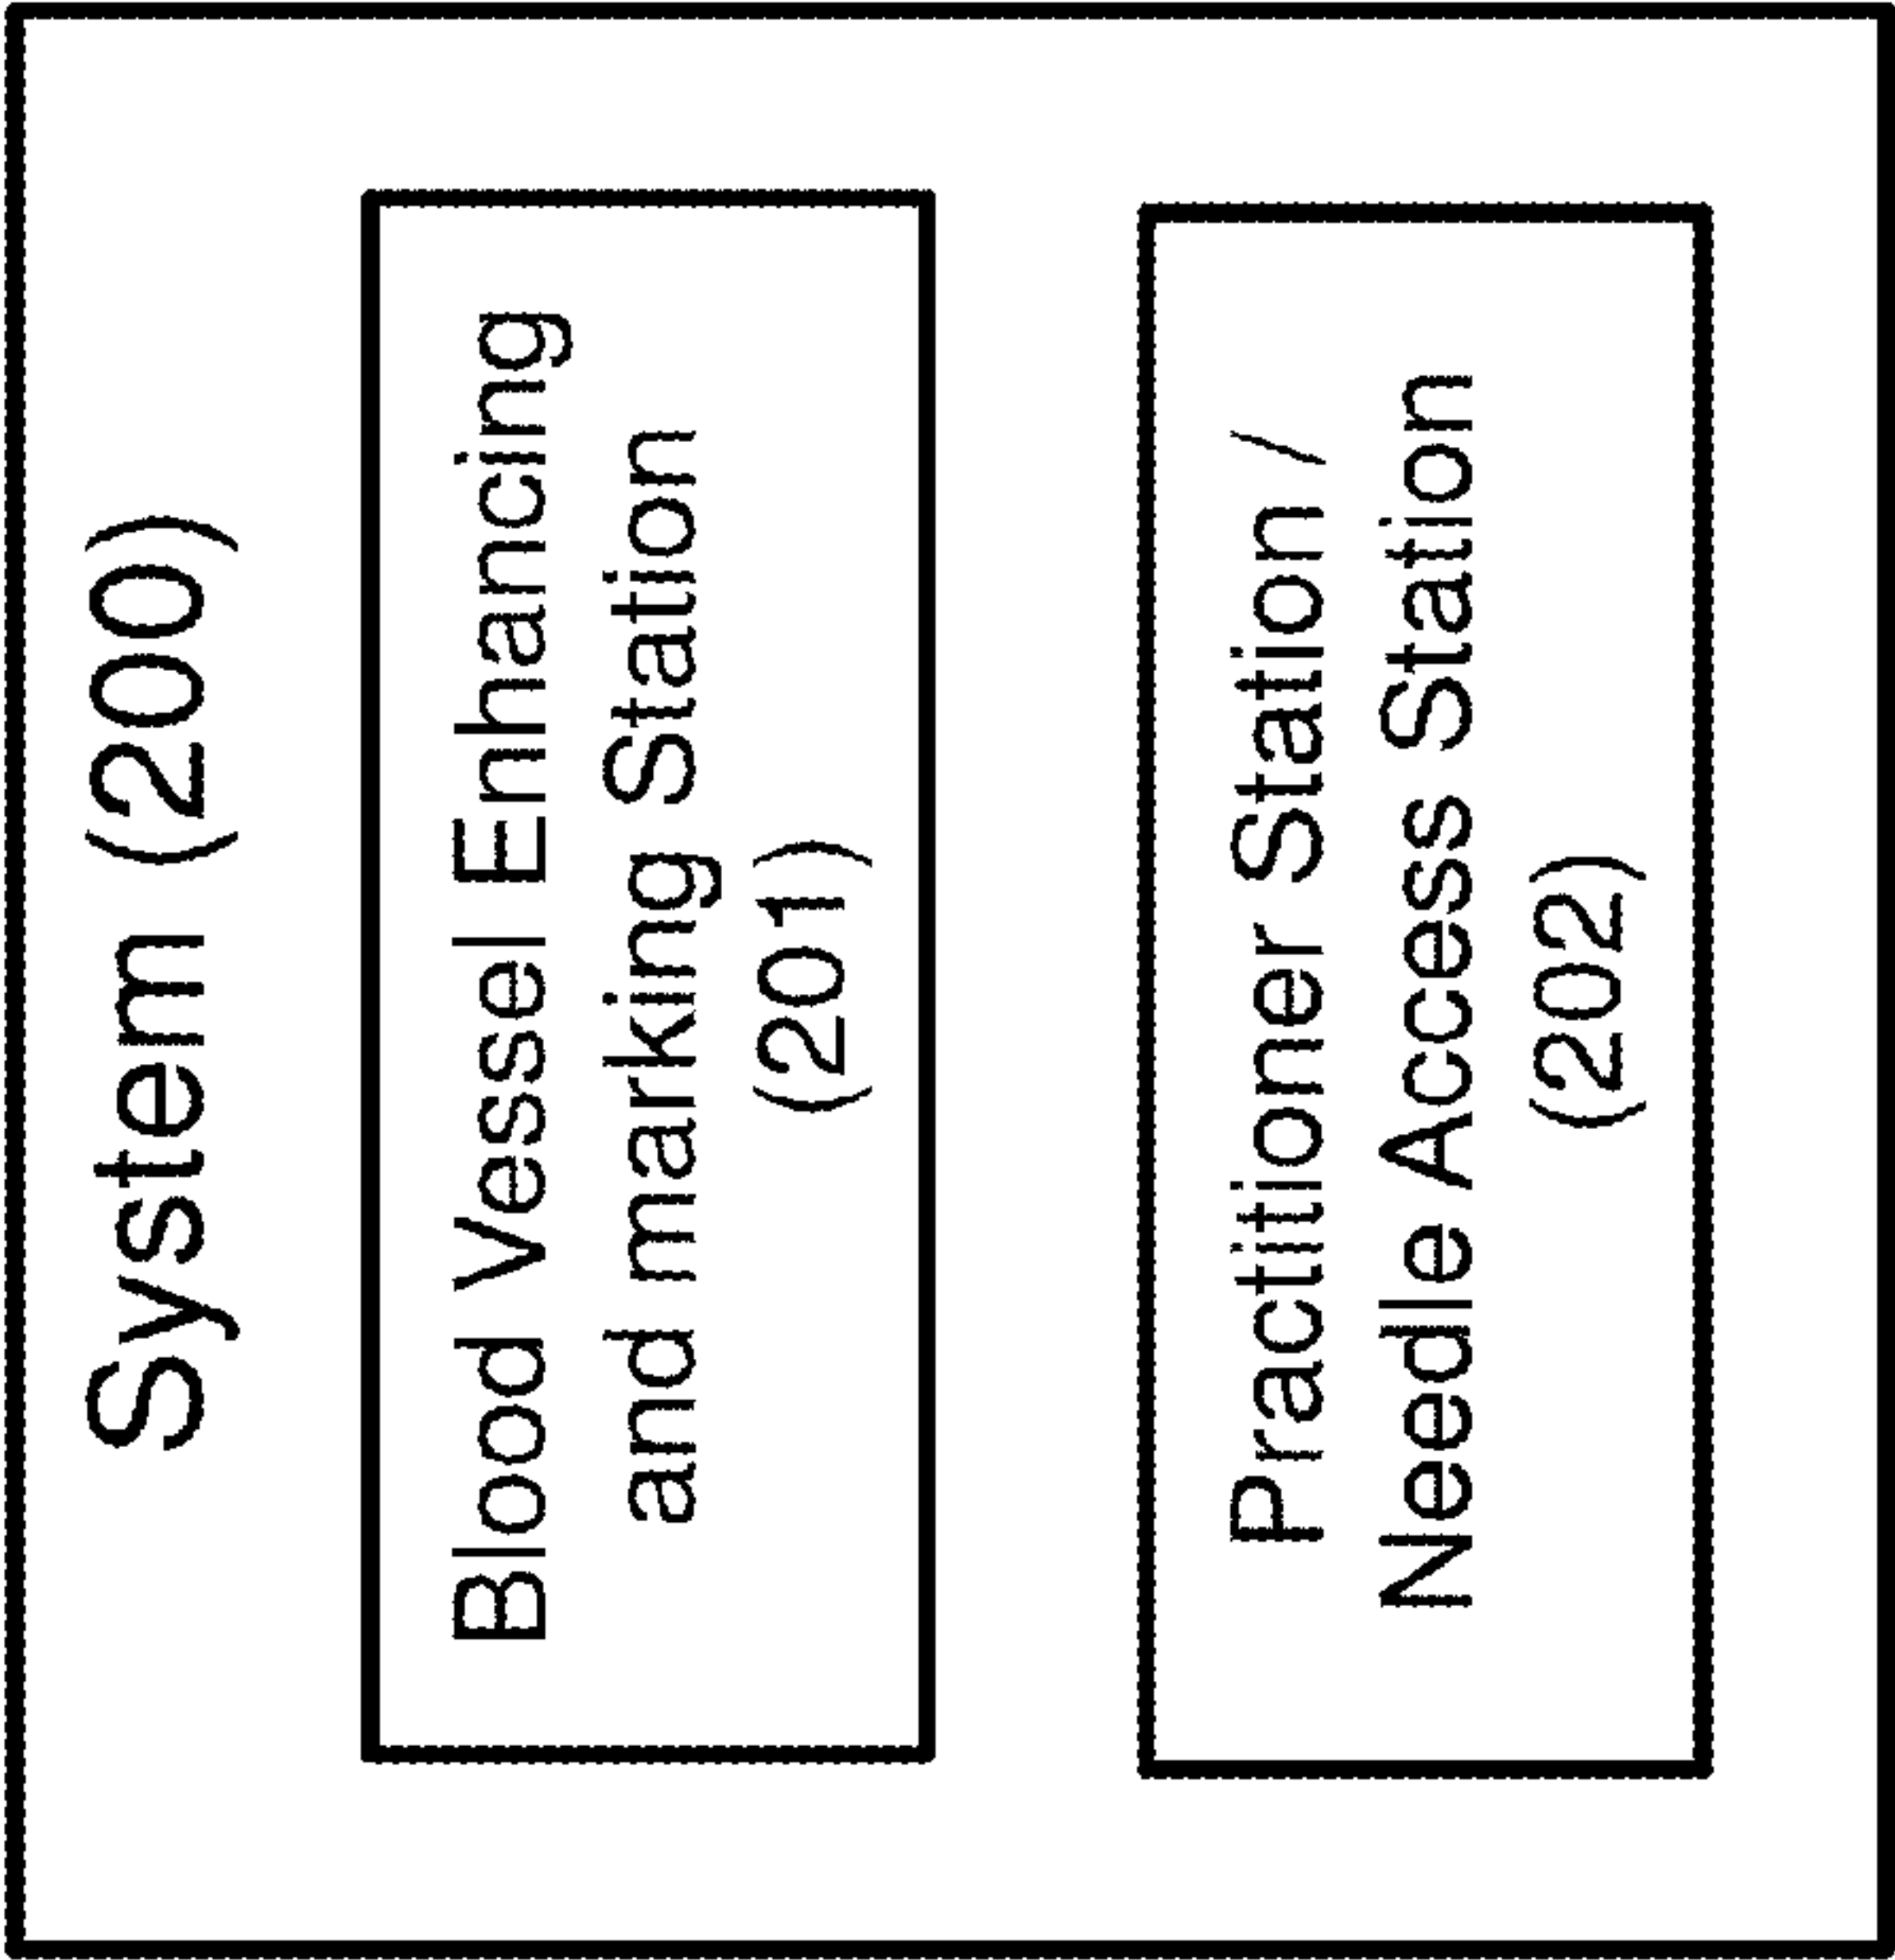 System (200)
Blood Vessel Enhancing
and marking Station
(201)
Practitioner Station /
Needle Access Station
(202)